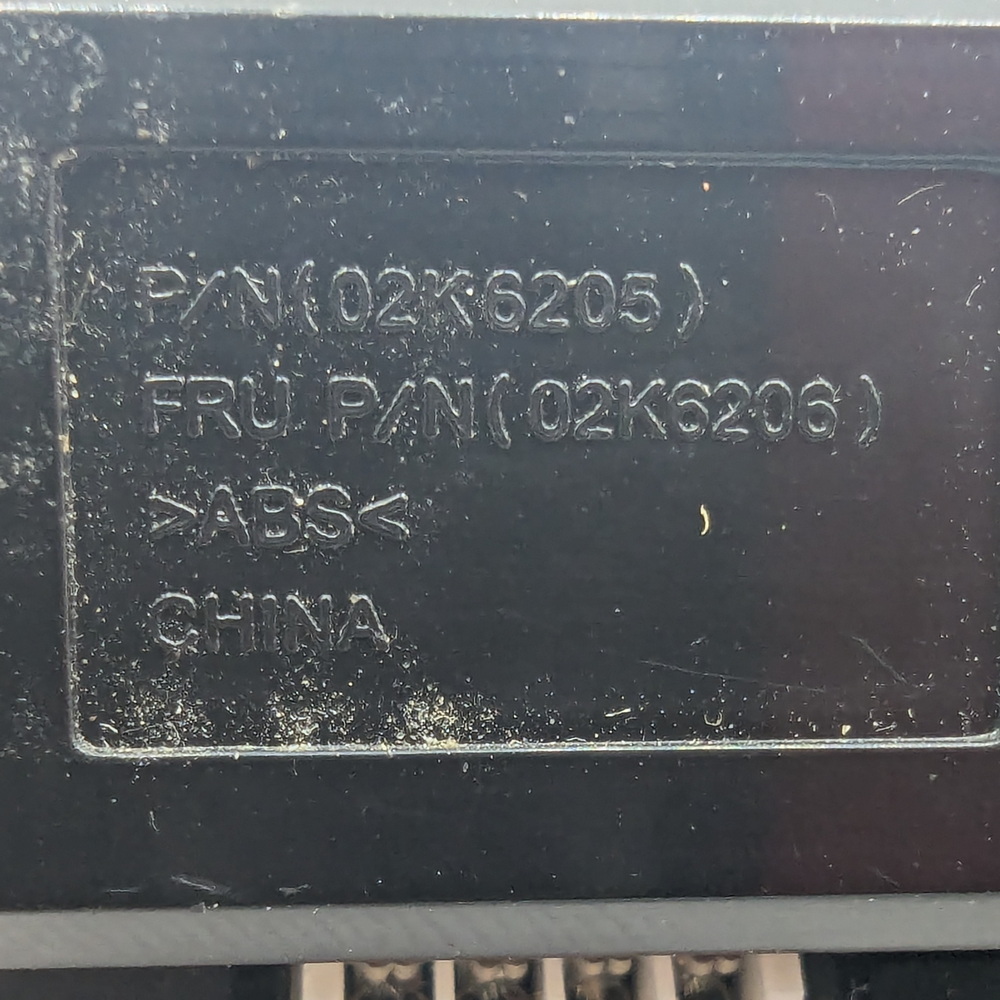 P/N(02K6205)
FRU P/N(02K6206)
>ABS<
CHINA